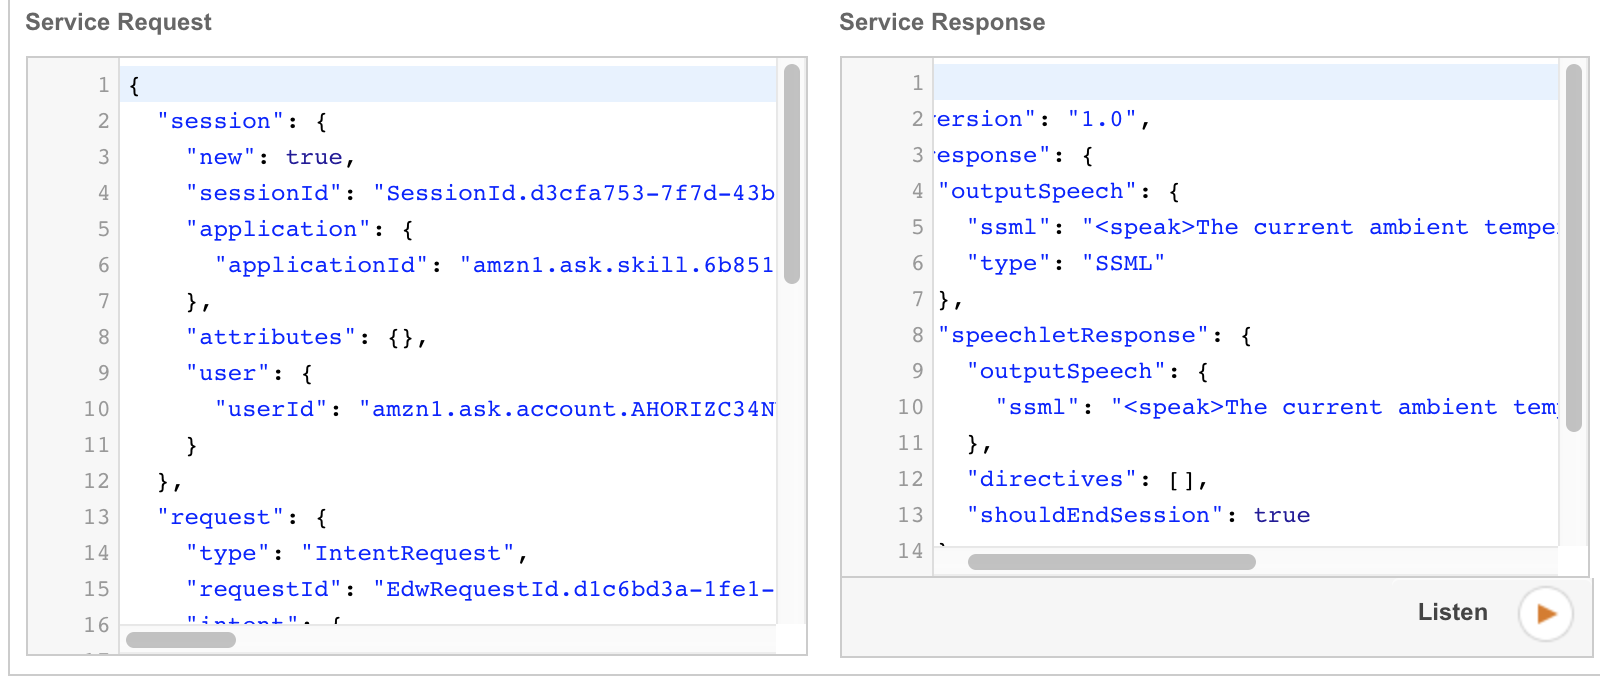 Service Request
1 {
2 "session": {
3 "new": true,
4 "sessionId": "SessionId.d3cfa753-7f7d-43b
5 "application": {
6 "applicationId": "amzn1.ask.skill.6b851
7 },
8 "attributes": {},
9 "user": {
10 "userId": "amzn1.ask.account.AHORIZC34N
11 }
12 },
13 "request": {
14 "type": "IntentRequest",
15 "requestId": "EdwRequestId.d1c6bd3a-1fe1-
16 "intent": {
Service Response
1
2 ersion": "1.0",
3 esponse": {
4 "outputSpeech": {
5 "ssml": "<speak>The current ambient tempe
6 "type": "SSML"
7 },
8 "speechletResponse": {
9 "outputSpeech": {
10 "ssml": "<speak>The current ambient tem
11 },
12 "directives": [],
13 "shouldEndSession": true
14
Listen